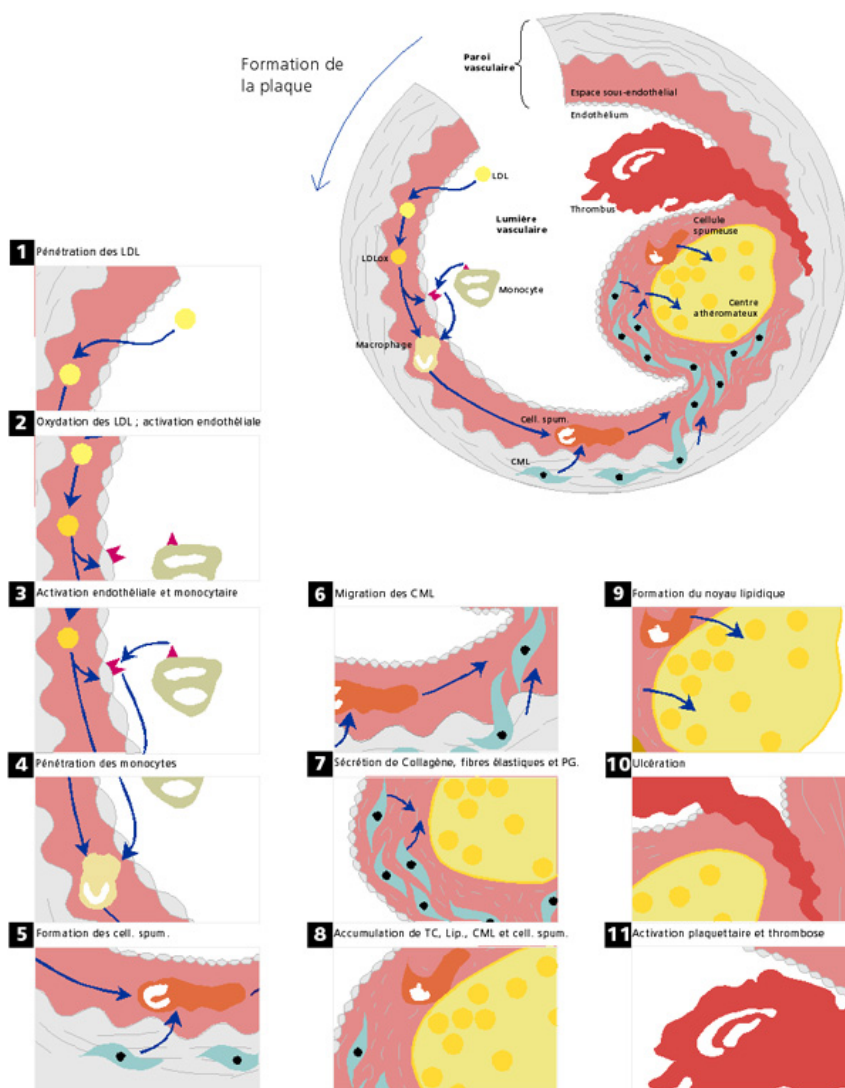 Formation de
la plaque
Paroi
vasculaire
Espace sous-endothélial
Endothélium
LDL
Thrombus
Lumière
vasculaire
Cellule
spumeuse
LDLox
Monocyte
Centre
athéromateux
Macrophage
Cell. spum.
CML
1 Pénétration des LDL
2 Oxydation des LDL ; activation endothéliale
3 Activation endothéliale et monocytaire
4 Pénétration des monocytes
5 Formation des cell. spum.
6 Migration des CML
7 Sécrétion de Collagène, fibres élastiques et PG.
8 Accumulation de TC, Lip., CML et cell. spum.
9 Formation du noyau lipidique
10 Ulcération
11 Activation plaquettaire et thrombose